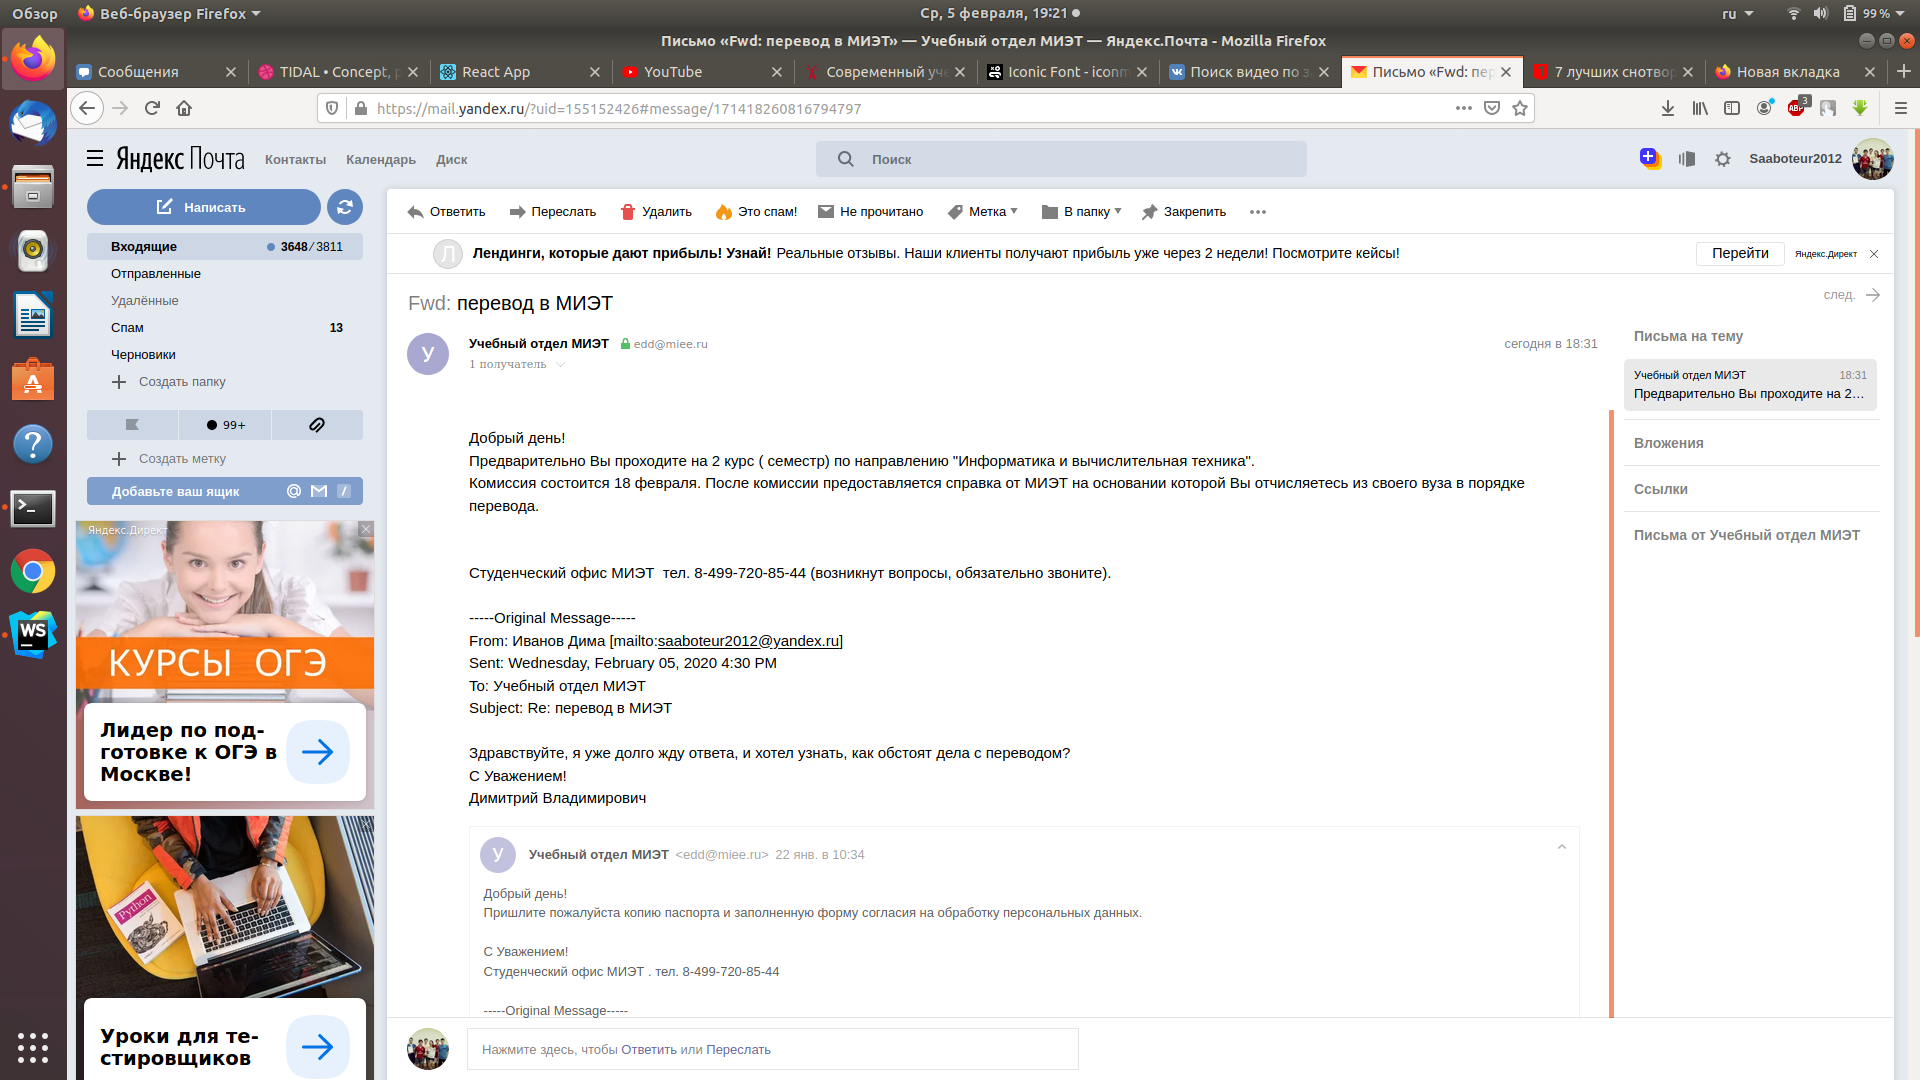 Обзор
Веб-браузер Firefox
Ср, 5 февраля, 19:21
ru
99 %
Письмо «Fwd: перевод в МИЭТ» — Учебный отдел МИЭТ — Яндекс.Почта - Mozilla Firefox
Сообщения
TIDAL • Concept, p
React App
YouTube
Современный уче
Iconic Font - iconm
Поиск видео по з
Письмо «Fwd: пер
7 лучших снотвор
Новая вкладка
https://mail.yandex.ru/?uid=155152426#message/171418260816794797
ABP
3
Яндекс Почта
Контакты
Календарь
Диск
Поиск
Saaboteur2012
Написать
Входящие
3648/3811
Отправленные
Удалённые
Спам
13
Черновики
Создать папку
99+
Создать метку
Добавьте ваш ящик
Яндекс.Директ
КУРСЫ ОГЭ
Лидер по под-
готовке к ОГЭ в
Москве!
Python
Уроки для те-
стировщиков
WS
Ответить
Переслать
Удалить
Это спам!
Не прочитано
Метка
В папку
Закрепить
Л
Лендинги, которые дают прибыль! Узнай! Реальные отзывы. Наши клиенты получают прибыль уже через 2 недели! Посмотрите кейсы!
Перейти
Яндекс.Директ
Fwd: перевод в МИЭТ
след.
У
Учебный отдел МИЭТ
edd@miee.ru
сегодня в 18:31
1 получатель
Добрый день!
Предварительно Вы проходите на 2 курс ( семестр) по направлению "Информатика и вычислительная техника".
Комиссия состоится 18 февраля. После комиссии предоставляется справка от МИЭТ на основании которой Вы отчисляетесь из своего вуза в порядке
перевода.
Студенческий офис МИЭТ  тел. 8-499-720-85-44 (возникнут вопросы, обязательно звоните).
-----Original Message-----
From: Иванов Дима [mailto:saaboteur2012@yandex.ru]
Sent: Wednesday, February 05, 2020 4:30 PM
To: Учебный отдел МИЭТ
Subject: Re: перевод в МИЭТ
Здравствуйте, я уже долго жду ответа, и хотел узнать, как обстоят дела с переводом?
С Уважением!
Димитрий Владимирович
У
Учебный отдел МИЭТ <edd@miee.ru> 22 янв. в 10:34
Добрый день!
Пришлите пожалуйста копию паспорта и заполненную форму согласия на обработку персональных данных.
С Уважением!
Студенческий офис МИЭТ . тел. 8-499-720-85-44
-----Original Message-----
Нажмите здесь, чтобы Ответить или Переслать
Письма на тему
Учебный отдел МИЭТ
18:31
Предварительно Вы проходите на 2...
Вложения
Ссылки
Письма от Учебный отдел МИЭТ